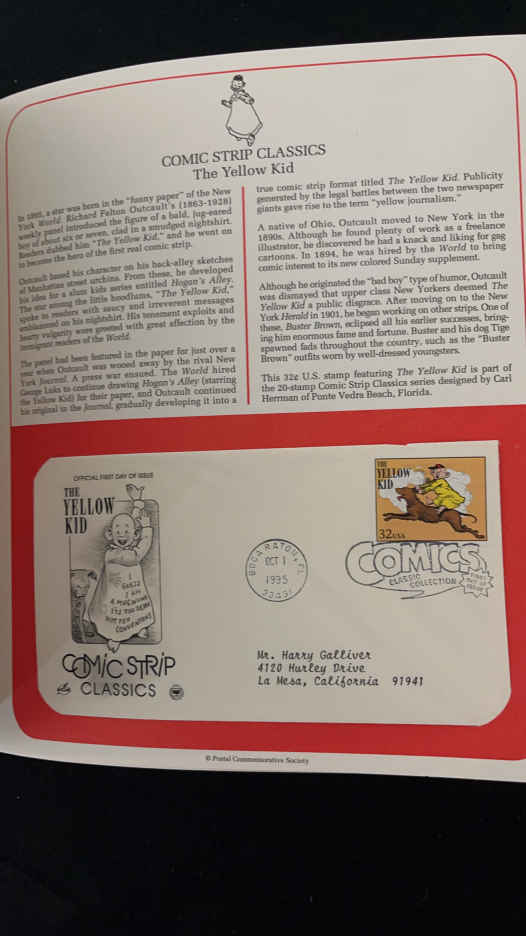 COMIC STRIP CLASSICS
The Yellow Kid
In 1895, a star was born in the "funny paper" of the New
York World. Richard Felton Outcault's (1863-1928)
weekly panel introduced the figure of a bald, jug-eared
boy of about six or seven, clad in a smudged nightshirt.
Readers dubbed him "The Yellow Kid," and he went on
to become the hero of the first real comic strip.
Outcault based his character on his back-alley sketches
of Manhattan street urchins. From these, he developed
his idea for a slum kids series entitled Hogan's Alley.
The star among the little hoodlums, "The Yellow Kid,"
spoke to readers with saucy and irreverent messages
emblazoned on his nightshirt. His tenement exploits and
hearty vulgarity were greeted with great affection by the
immigrant readers of the World.
The panel had been featured in the paper for just over a
year when Outcault was wooed away by the rival New
York Journal. A press war ensued. The World hired
George Luks to continue drawing Hogan's Alley (starring
the Yellow Kid) for their paper, and Outcault continued
his original in the Journal, gradually developing it into a
true comic strip format titled The Yellow Kid. Publicity
generated by the legal battles between the two newspaper
giants gave rise to the term "yellow journalism."
A native of Ohio, Outcault moved to New York in the
1890s. Although he found plenty of work as a freelance
illustrator, he discovered he had a knack and liking for gag
cartoons. In 1894, he was hired by the World to bring
comic interest to its new colored Sunday supplement.
Although he originated the "bad boy" type of humor, Outcault
was dismayed that upper class New Yorkers deemed The
Yellow Kid a public disgrace. After moving on to the New
York Herald in 1901, he began working on other strips. One of
these, Buster Brown, eclipsed all his earlier successes, bring-
ing him enormous fame and fortune. Buster and his dog Tige
spawned fads throughout the country, such as the "Buster
Brown" outfits worn by well-dressed youngsters.
This 32¢ U.S. stamp featuring The Yellow Kid is part of
the 20-stamp Comic Strip Classics series designed by Carl
Herrman of Ponte Vedra Beach, Florida.
OFFICIAL FIRST DAY OF ISSUE
THE
YELLOW
KID
I
GUESS
I AM
A MAGAZINE
ITS TOO DERN
HOT FER
CONVENTIONS
COMIC STRIP
CLASSICS
BOCA RATON, FL
OCT 1
1995
33431
THE
YELLOW
KID
32 USA
COMICS
CLASSIC
COLLECTION
FIRST
DAY OF
ISSUE
Mr. Harry Galliver
4120 Hurley Drive
La Mesa, California 91941
© Postal Commemorative Society